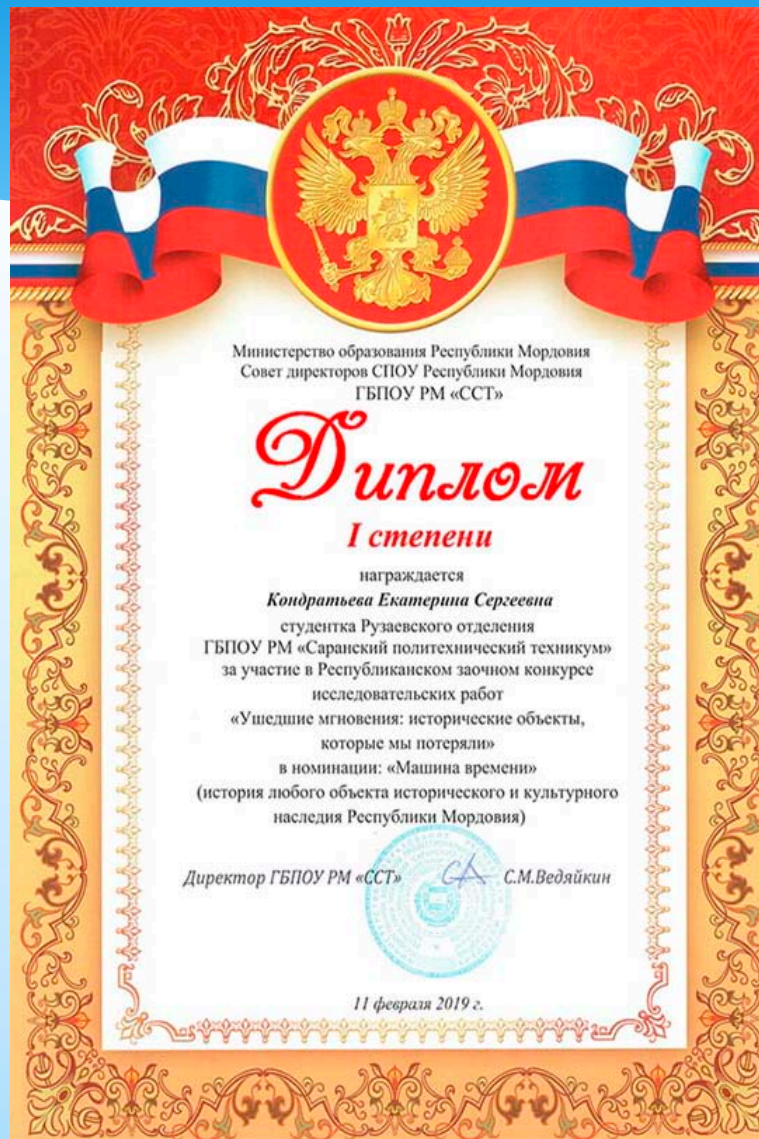 Министерство образования Республики Мордовия
Совет директоров СПОУ Республики Мордовия
ГБПОУ РМ «ССТ»
Диплом
I степени
награждается
Кондратьева Екатерина Сергеевна
студентка Рузаевского отделения
ГБПОУ РМ «Саранский политехнический техникум»
за участие в Республиканском заочном конкурсе
исследовательских работ
«Ушедшие мгновения: исторические объекты,
которые мы потеряли»
в номинации: «Машина времени»
(история любого объекта исторического и культурного
наследия Республики Мордовия)
Директор ГБПОУ РМ «ССТ» С.М.Ведяйкин
11 февраля 2019 г.